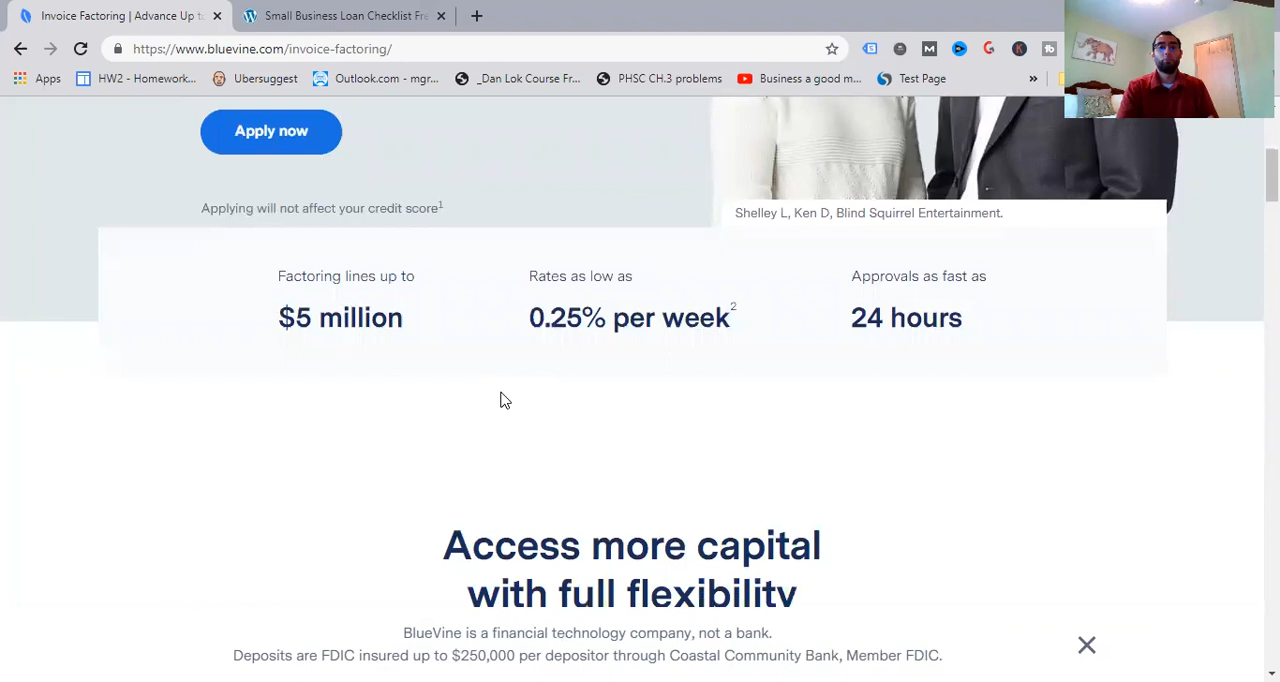 Invoice Factoring | Advance Up to
Small Business Loan Checklist Fre
https://www.bluevine.com/invoice-factoring/
Apps
HW2 - Homework...
Ubersuggest
Outlook.com - mgr...
_Dan Lok Course Fr...
PHSC CH.3 problems
Business a good m...
Test Page
»
Apply now
Applying will not affect your credit score1
Shelley L, Ken D, Blind Squirrel Entertainment.
Factoring lines up to
$5 million
Rates as low as
0.25% per week2
Approvals as fast as
24 hours
Access more capital
with full flexibility
BlueVine is a financial technology company, not a bank.
Deposits are FDIC insured up to $250,000 per depositor through Coastal Community Bank, Member FDIC.